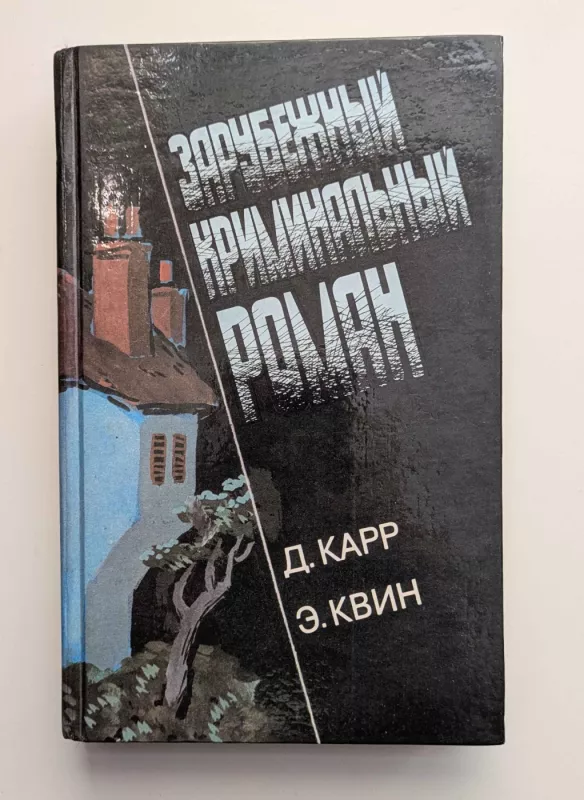 ЗАРУБЕЖНЫЙ
КРИМИНАЛЬНЫЙ
РОМАН
Д. КАРР
Э. КВИН